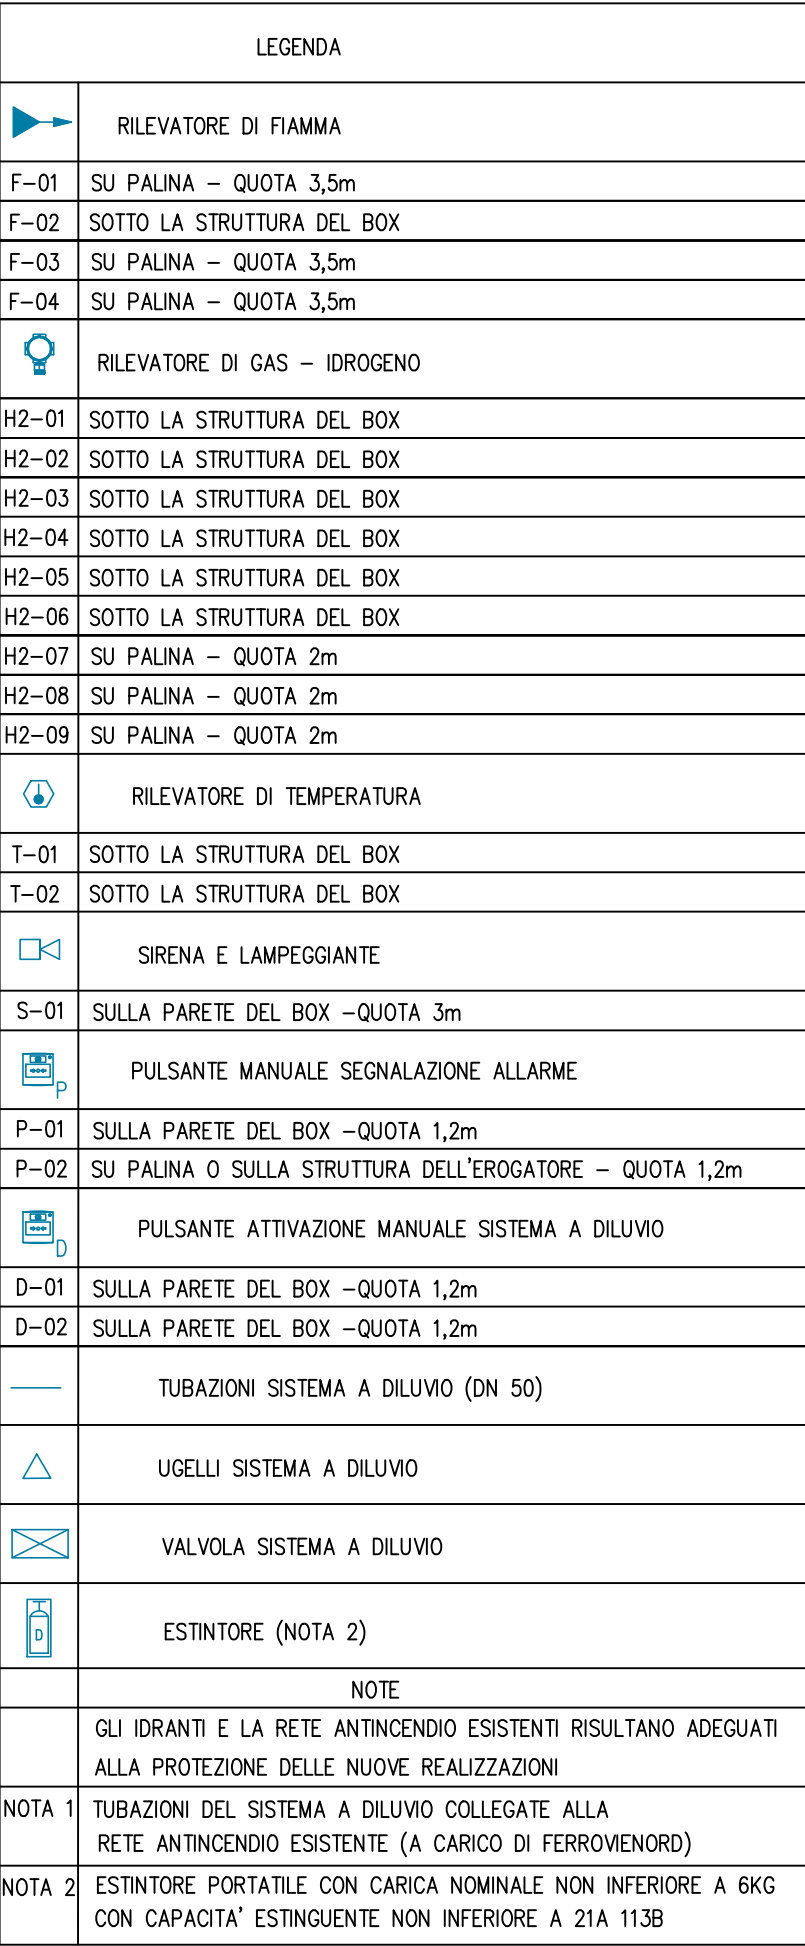 LEGENDA
RILEVATORE DI FIAMMA
F-01 SU PALINA - QUOTA 3,5m
F-02 SOTTO LA STRUTTURA DEL BOX
F-03 SU PALINA - QUOTA 3,5m
F-04 SU PALINA - QUOTA 3,5m
RILEVATORE DI GAS - IDROGENO
H2-01 SOTTO LA STRUTTURA DEL BOX
H2-02 SOTTO LA STRUTTURA DEL BOX
H2-03 SOTTO LA STRUTTURA DEL BOX
H2-04 SOTTO LA STRUTTURA DEL BOX
H2-05 SOTTO LA STRUTTURA DEL BOX
H2-06 SOTTO LA STRUTTURA DEL BOX
H2-07 SU PALINA - QUOTA 2m
H2-08 SU PALINA - QUOTA 2m
H2-09 SU PALINA - QUOTA 2m
RILEVATORE DI TEMPERATURA
T-01 SOTTO LA STRUTTURA DEL BOX
T-02 SOTTO LA STRUTTURA DEL BOX
SIRENA E LAMPEGGIANTE
S-01 SULLA PARETE DEL BOX -QUOTA 3m
P PULSANTE MANUALE SEGNALAZIONE ALLARME
P-01 SULLA PARETE DEL BOX -QUOTA 1,2m
P-02 SU PALINA O SULLA STRUTTURA DELL'EROGATORE - QUOTA 1,2m
D PULSANTE ATTIVAZIONE MANUALE SISTEMA A DILUVIO
D-01 SULLA PARETE DEL BOX -QUOTA 1,2m
D-02 SULLA PARETE DEL BOX -QUOTA 1,2m
TUBAZIONI SISTEMA A DILUVIO (DN 50)
UGELLI SISTEMA A DILUVIO
VALVOLA SISTEMA A DILUVIO
D ESTINTORE (NOTA 2)
NOTE
GLI IDRANTI E LA RETE ANTINCENDIO ESISTENTI RISULTANO ADEGUATI
ALLA PROTEZIONE DELLE NUOVE REALIZZAZIONI
NOTA 1 TUBAZIONI DEL SISTEMA A DILUVIO COLLEGATE ALLA
RETE ANTINCENDIO ESISTENTE (A CARICO DI FERROVIENORD)
NOTA 2 ESTINTORE PORTATILE CON CARICA NOMINALE NON INFERIORE A 6KG
CON CAPACITA' ESTINGUENTE NON INFERIORE A 21A 113B